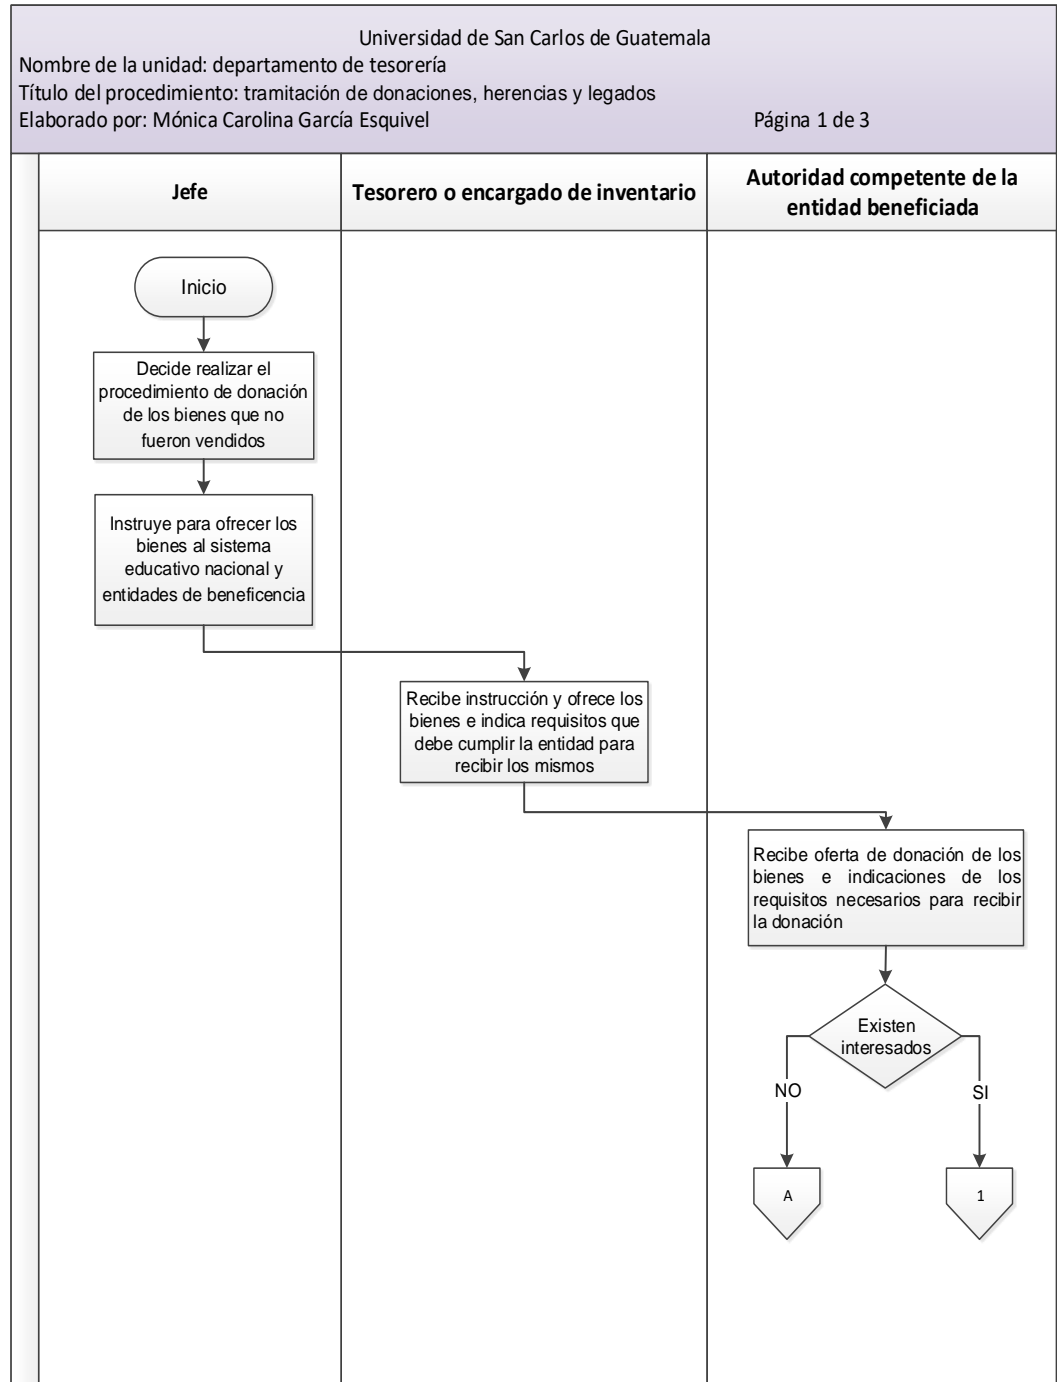 Universidad de San Carlos de Guatemala
Nombre de la unidad: departamento de tesorería
Título del procedimiento: tramitación de donaciones, herencias y legados
Elaborado por: Mónica Carolina García Esquivel Página 1 de 3
Jefe
Tesorero o encargado de inventario
Autoridad competente de la
entidad beneficiada
Inicio
Decide realizar el
procedimiento de donación
de los bienes que no
fueron vendidos
Instruye para ofrecer los
bienes al sistema
educativo nacional y
entidades de beneficencia
Recibe instrucción y ofrece los
bienes e indica requisitos que
debe cumplir la entidad para
recibir los mismos
Recibe oferta de donación de los
bienes e indicaciones de los
requisitos necesarios para recibir
la donación
Existen
interesados
NO
SI
A
1